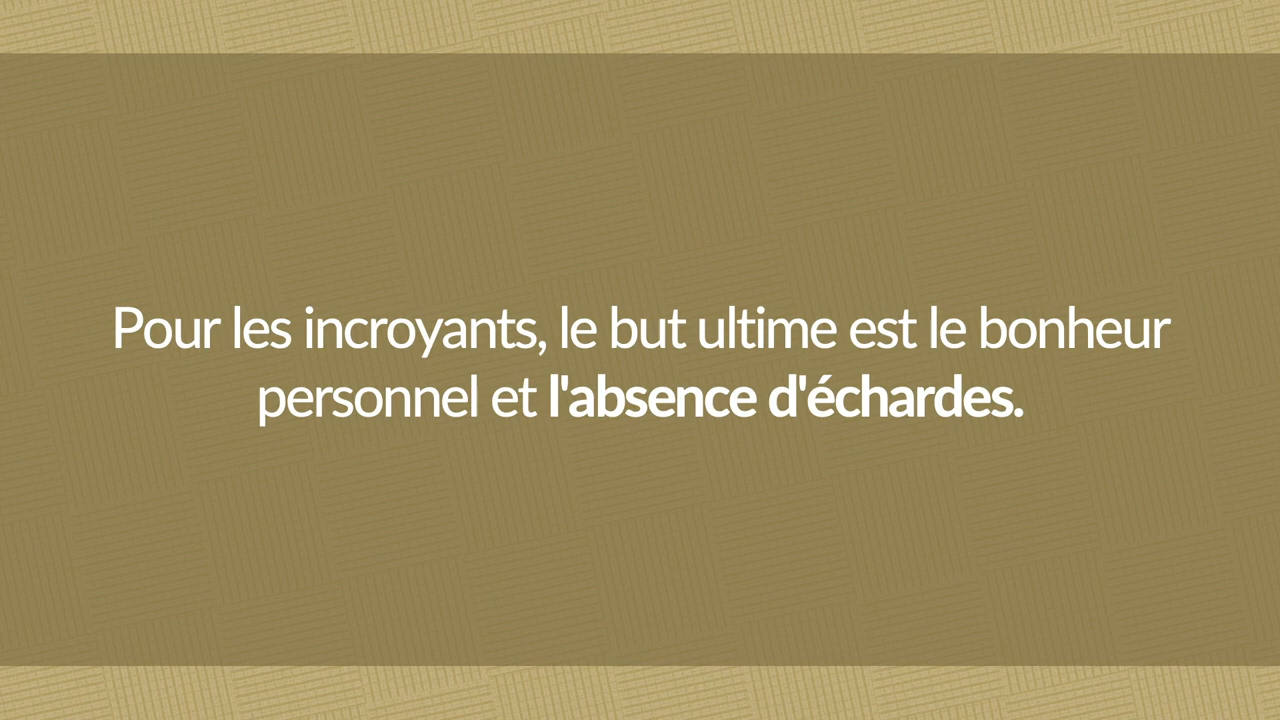 Pour les incroyants, le but ultime est le bonheur
personnel et l'absence d'échardes.